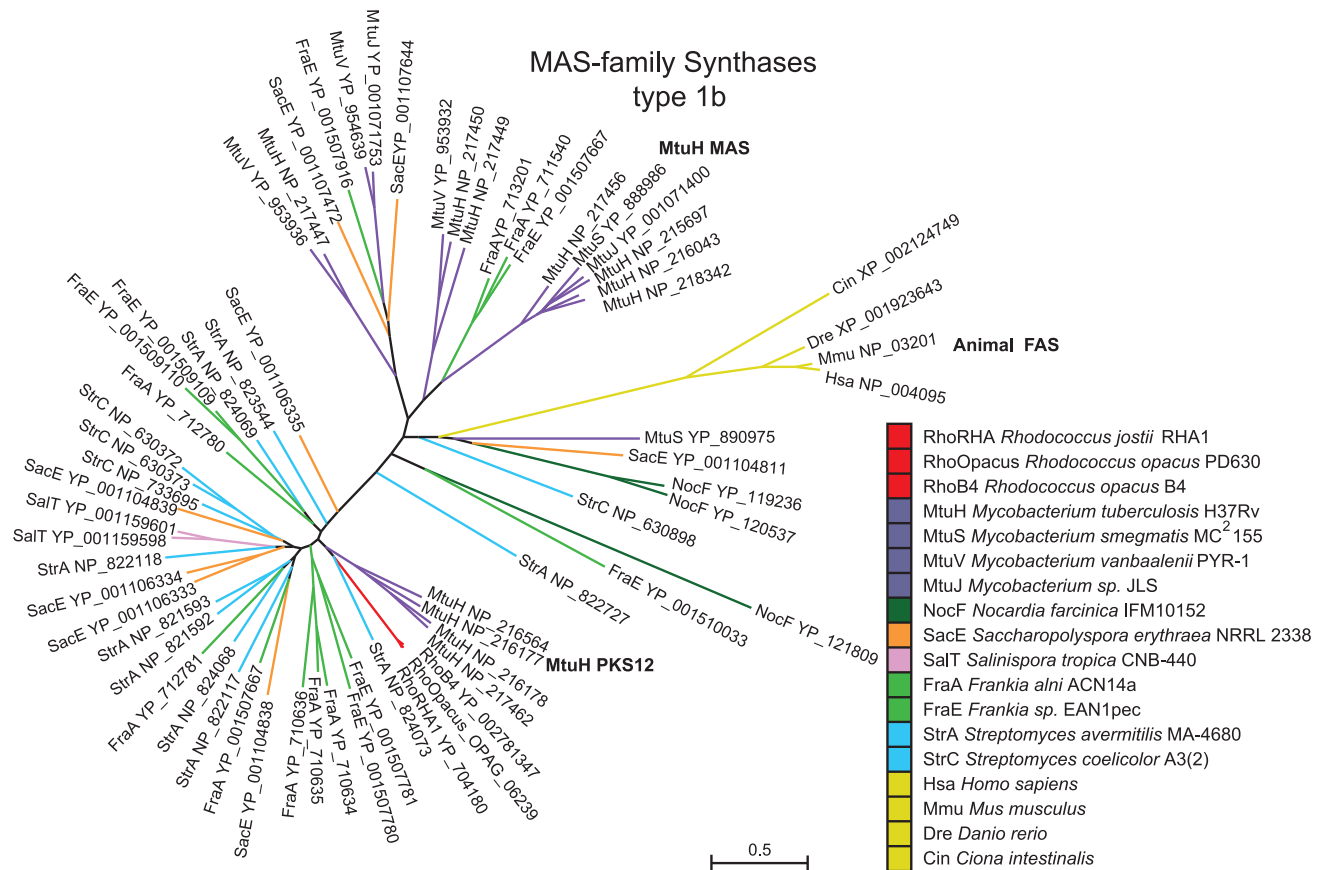 MAS-family Synthases
type 1b
MtuV YP_953936
MtuH NP_217447
SacE YP_001107472
FraE YP_001507916
MtuV YP_954639
MtuJ YP_001071753
SacEYP_001107644
MtuV YP_953932
MtuH NP_217450
MtuH NP_217449
FraAYP_713201
FraA YP_711540
FraE YP_001507667
MtuH MAS
MtuH NP_217456
MtuS YP_888986
MtuJ YP_001071400
MtuH NP_215697
MtuH NP_216043
MtuH NP_218342
Cin XP_002124749
Dre XP_001923643
Mmu NP_03201
Hsa NP_004095
Animal FAS
MtuS YP_890975
SacE YP_001104811
NocF YP_119236
NocF YP_120537
StrC NP_630898
NocF YP_121809
FraE YP_001510033
StrA NP_822727
MtuH NP_216564
MtuH NP_216177
MtuH NP_216178
MtuH NP_217462
MtuH PKS12
RhoB4 YP_002781347
RhoOpacus OPAG_06239
RhoRHA1 YP_704180
StrA NP_824073
FraE YP_001507781
FraE YP_001507780
FraA YP_710634
FraA YP_710635
FraA YP_710636
SacE YP_001104838
FraA YP_001507667
StrA NP_822117
StrA NP_824068
FraA YP_712781
StrA NP_821592
StrA NP_821593
SacE YP_001106333
SacE YP_001106334
StrA NP_822118
SalT YP_001159598
SalT YP_001159601
SacE YP_001104839
StrC NP_733695
StrC NP_630373
StrC NP_630372
FraA YP_712780
FraE YP_001509110
FraE YP_001509109
StrA NP_824069
StrA NP_823544
SacE YP_001106335
RhoRHA Rhodococcus jostii RHA1
RhoOpacus Rhodococcus opacus PD630
RhoB4 Rhodococcus opacus B4
MtuH Mycobacterium tuberculosis H37Rv
MtuS Mycobacterium smegmatis MC2 155
MtuV Mycobacterium vanbaalenii PYR-1
MtuJ Mycobacterium sp. JLS
NocF Nocardia farcinica IFM10152
SacE Saccharopolyspora erythraea NRRL 2338
SalT Salinispora tropica CNB-440
FraA Frankia alni ACN14a
FraE Frankia sp. EAN1pec
StrA Streptomyces avermitilis MA-4680
StrC Streptomyces coelicolor A3(2)
Hsa Homo sapiens
Mmu Mus musculus
Dre Danio rerio
Cin Ciona intestinalis
0.5